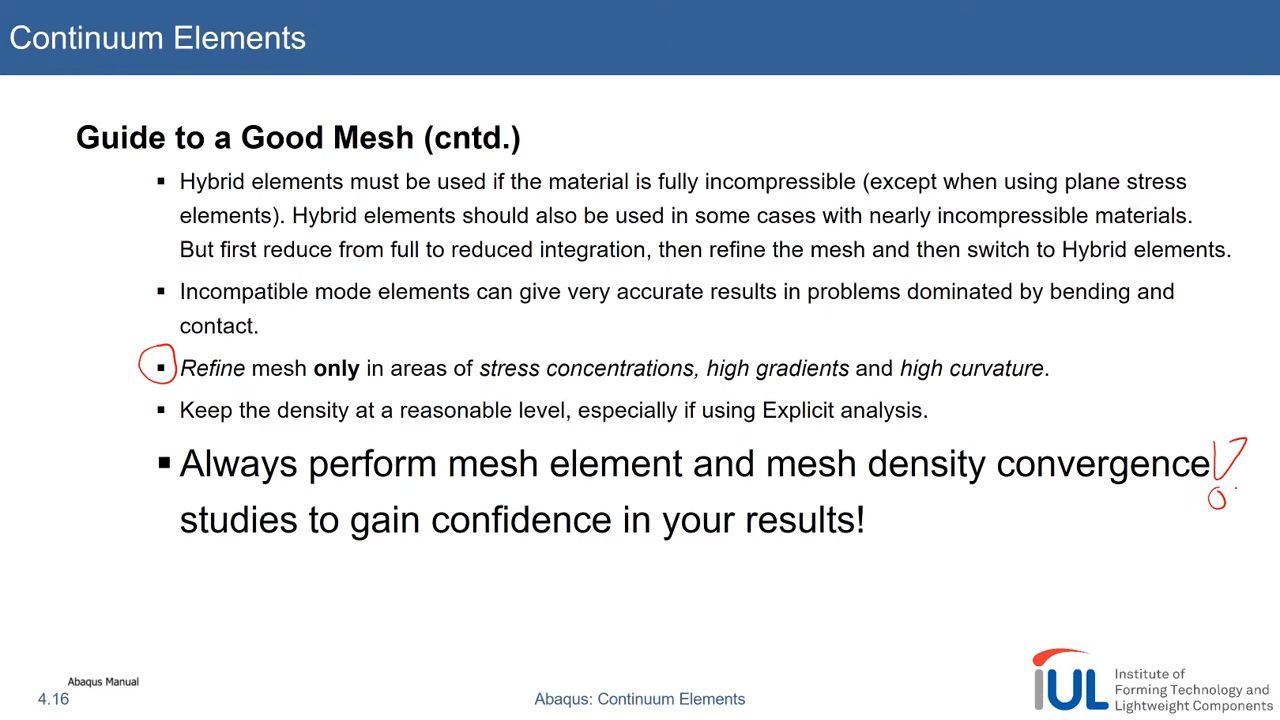 Continuum Elements
Guide to a Good Mesh (cntd.)
▪ Hybrid elements must be used if the material is fully incompressible (except when using plane stress
elements). Hybrid elements should also be used in some cases with nearly incompressible materials.
But first reduce from full to reduced integration, then refine the mesh and then switch to Hybrid elements.
▪ Incompatible mode elements can give very accurate results in problems dominated by bending and
contact.
▪ Refine mesh only in areas of stress concentrations, high gradients and high curvature.
▪ Keep the density at a reasonable level, especially if using Explicit analysis.
▪ Always perform mesh element and mesh density convergence
studies to gain confidence in your results!
Abaqus Manual
4.16
Abaqus: Continuum Elements
IUL
Institute of
Forming Technology and
Lightweight Components